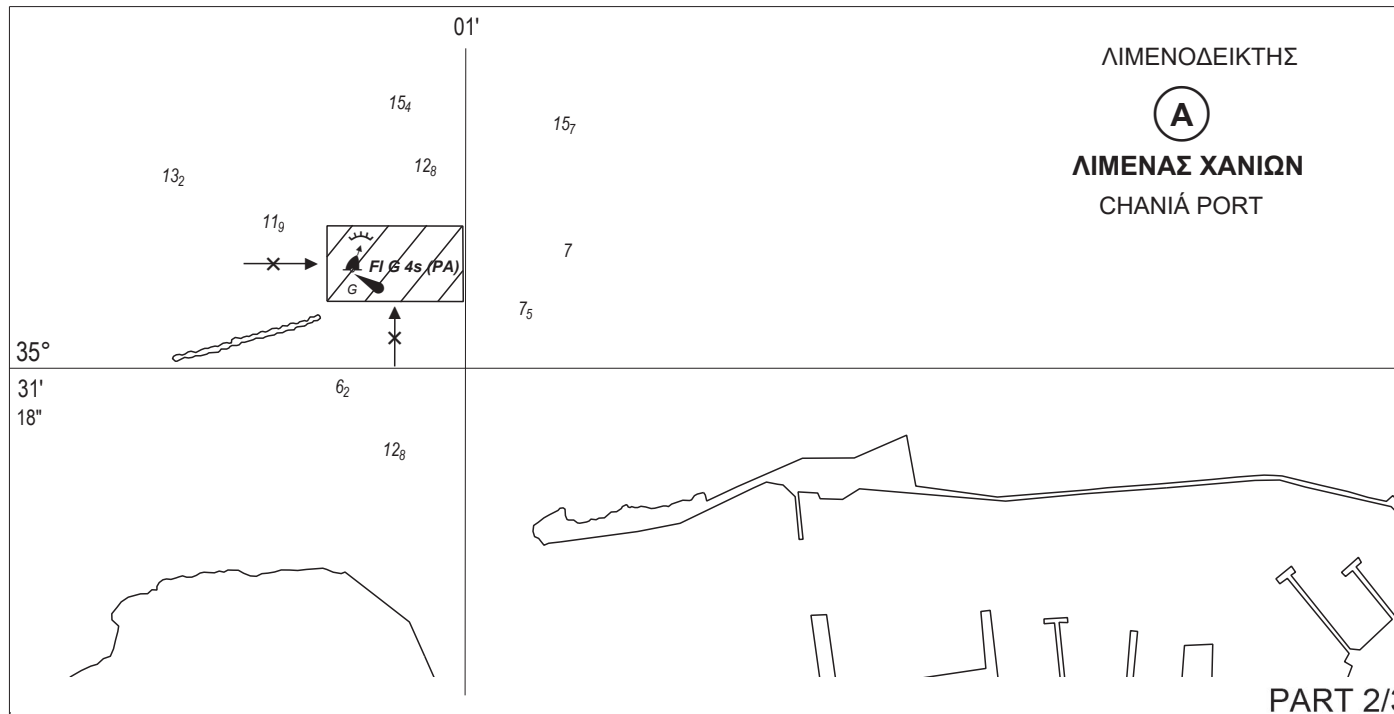 01'
ΛΙΜΕΝΟΔΕΙΚΤΗΣ
A
ΛΙΜΕΝΑΣ ΧΑΝΙΩΝ
CHANIÁ PORT
15₄
15₇
12₈
13₂
11₉
7
Fl G 4s (PA)
G
7₅
35°
31'
18"
6₂
12₈
PART 2/3